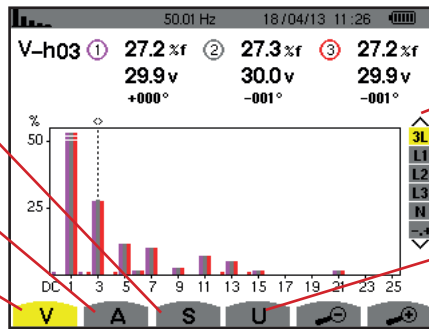 50.01 Hz 18/04/13 11:26
V-h03 1 27.2 %f 2 27.3 %f 3 27.2 %f
29.9 v 30.0 v 29.9 v
+000° -001° -001°
%
50
25
DC 1 3 5 7 9 11 13 15 17 19 21 23 25
3L
L1
L2
L3
N
-.+
V A S U